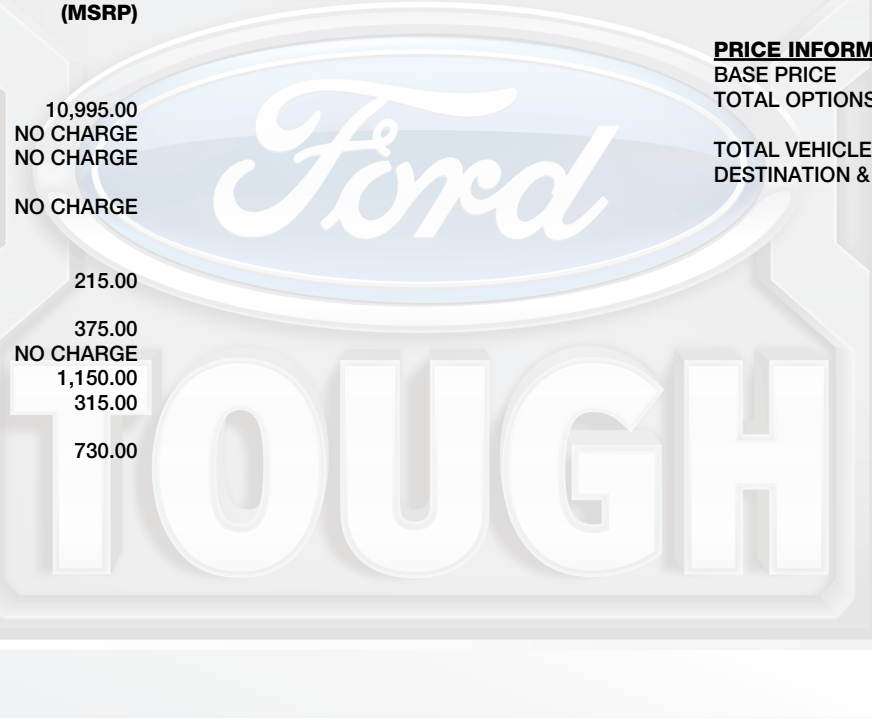 (MSRP)
10,995.00
NO CHARGE
NO CHARGE
NO CHARGE
215.00
375.00
NO CHARGE
1,150.00
315.00
730.00
PRICE INFORM
BASE PRICE
TOTAL OPTIONS
TOTAL VEHICLE
DESTINATION &
Ford
TOUGH